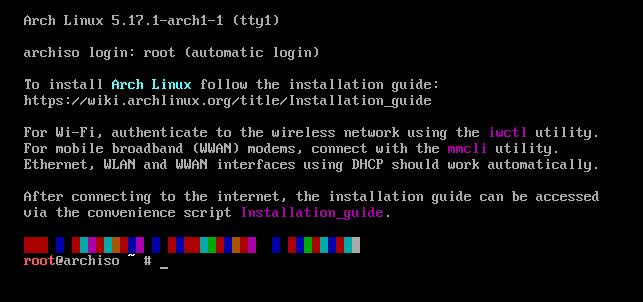 Arch Linux 5.17.1-arch1-1 (tty1)
archiso login: root (automatic login)
To install Arch Linux follow the installation guide:
https://wiki.archlinux.org/title/Installation_guide
For Wi-Fi, authenticate to the wireless network using the iwctl utility.
For mobile broadband (WWAN) modems, connect with the mmcli utility.
Ethernet, WLAN and WWAN interfaces using DHCP should work automatically.
After connecting to the internet, the installation guide can be accessed
via the convenience script Installation_guide.
root@archiso ~ # _